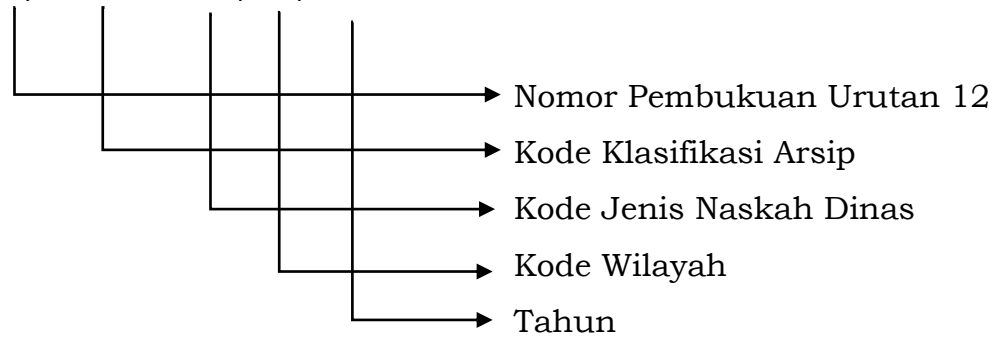 Nomor Pembukuan Urutan 12
Kode Klasifikasi Arsip
Kode Jenis Naskah Dinas
Kode Wilayah
Tahun